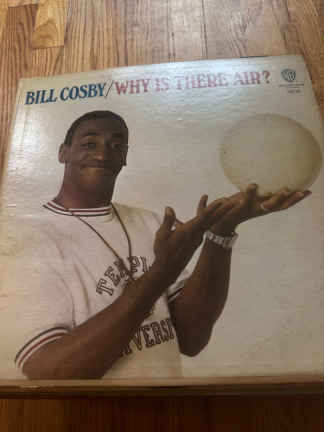 BILL COSBY/WHY IS THERE AIR?
TEMPLE
UNIVERSITY